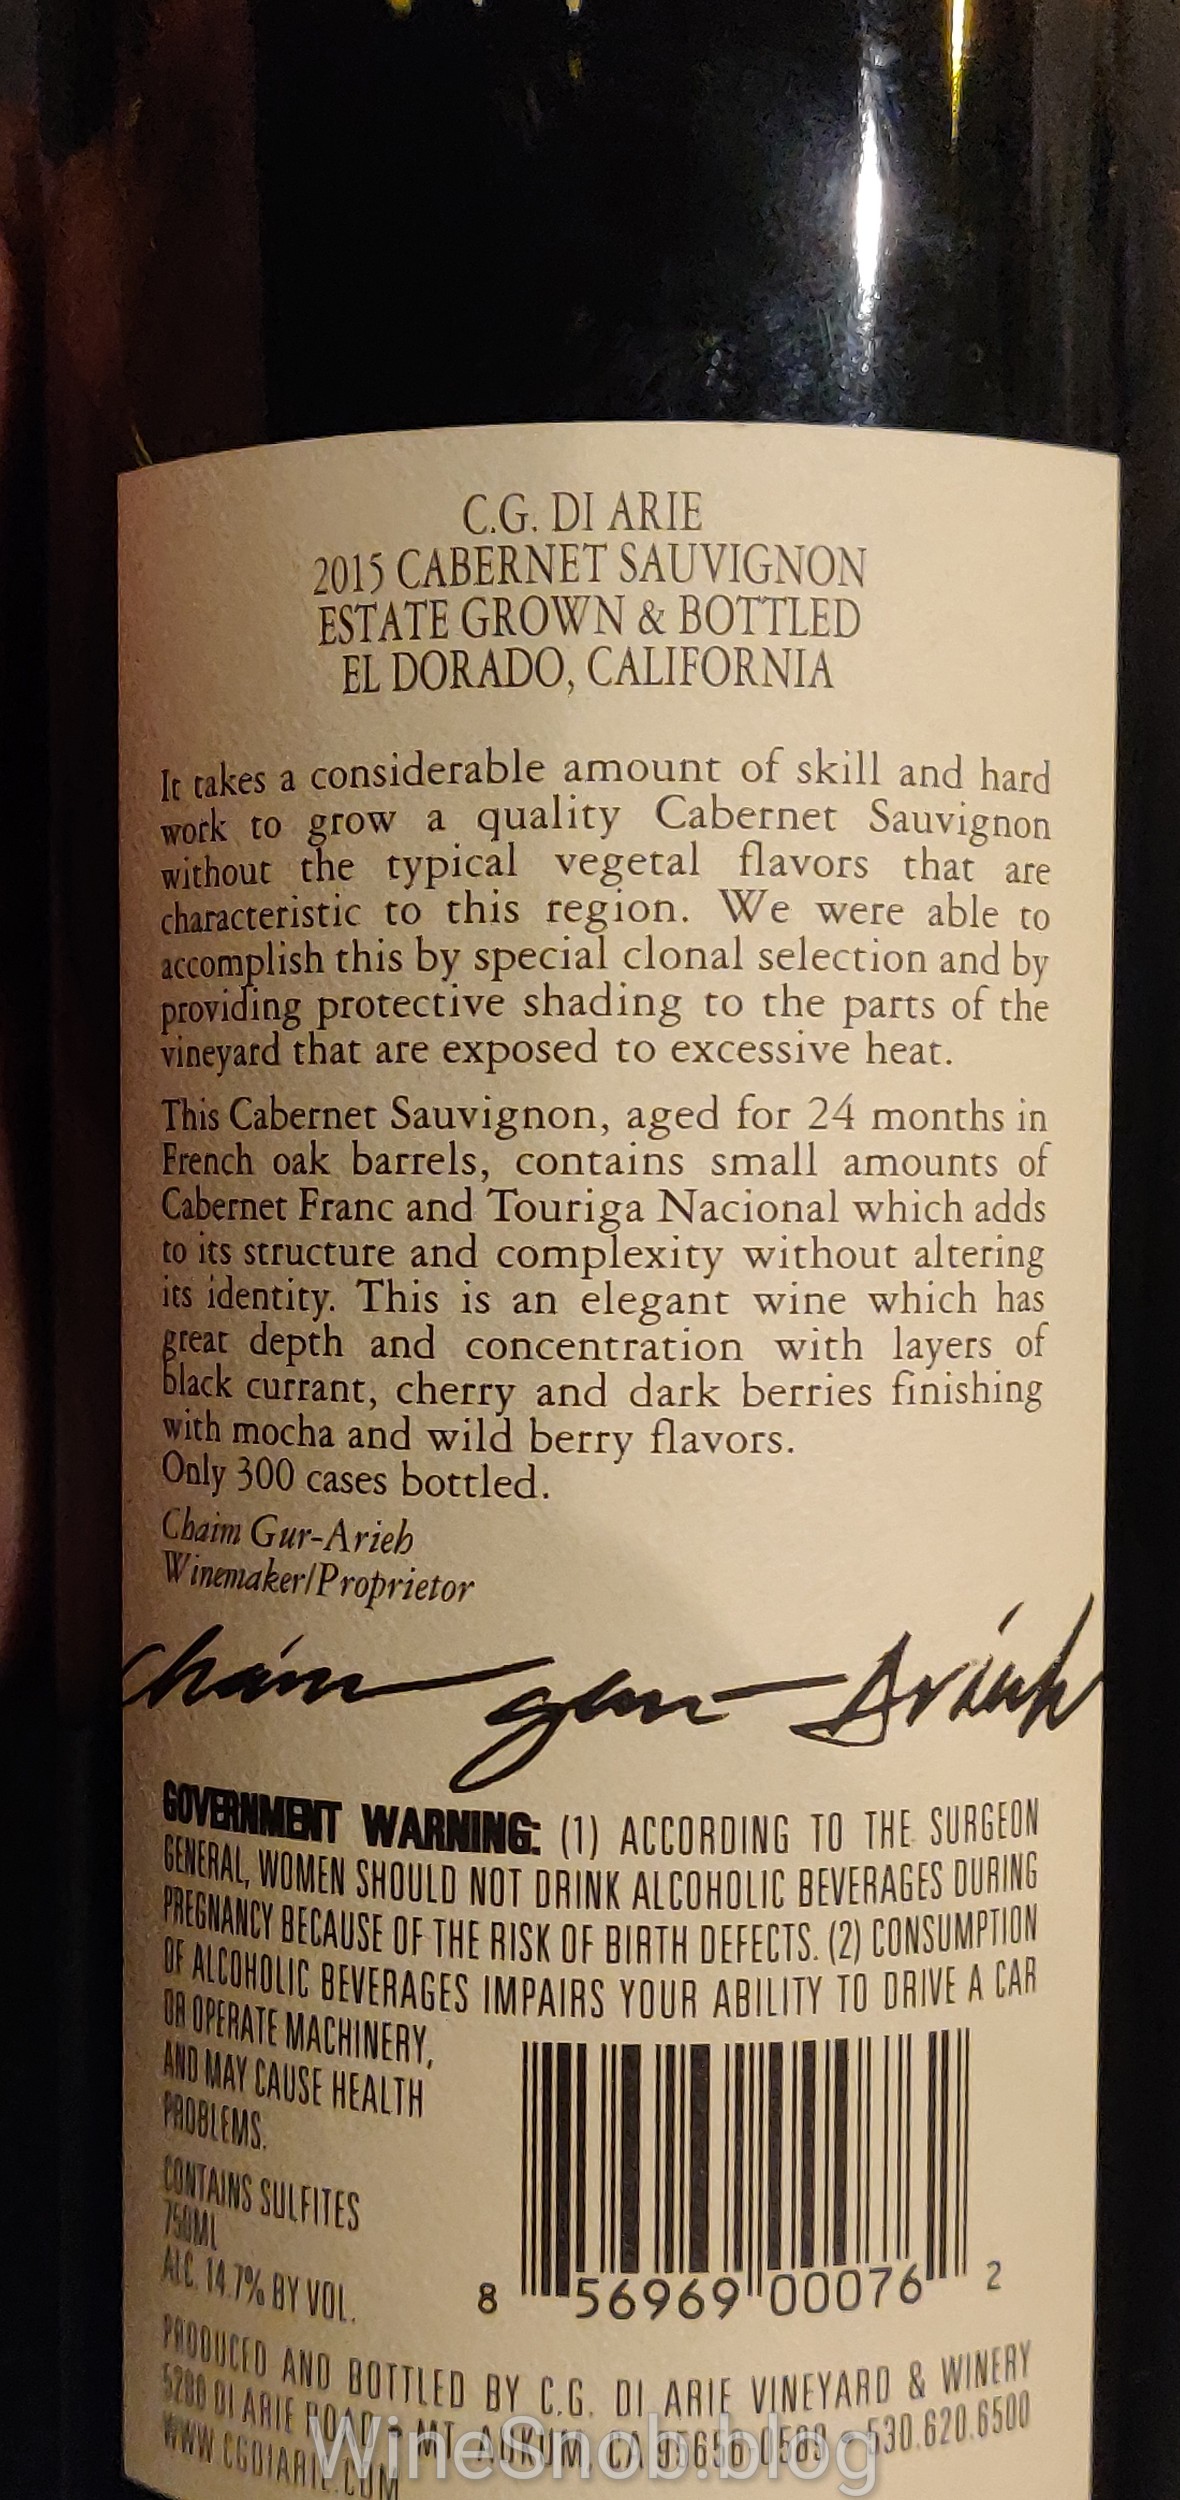 C.G. DI ARIE
2015 CABERNET SAUVIGNON
ESTATE GROWN & BOTTLED
EL DORADO, CALIFORNIA
It takes a considerable amount of skill and hard
work to grow a quality Cabernet Sauvignon
without the typical vegetal flavors that are
characteristic to this region. We were able to
accomplish this by special clonal selection and by
providing protective shading to the parts of the
vineyard that are exposed to excessive heat.
This Cabernet Sauvignon, aged for 24 months in
French oak barrels, contains small amounts of
Cabernet Franc and Touriga Nacional which adds
to its structure and complexity without altering
its identity. This is an elegant wine which has
great depth and concentration with layers of
black currant, cherry and dark berries finishing
with mocha and wild berry flavors.
Only 300 cases bottled.
Chaim Gur-Arieh
Winemaker/Proprietor
Chaim Gur-Arieh
GOVERNMENT WARNING: (1) ACCORDING TO THE SURGEON
GENERAL, WOMEN SHOULD NOT DRINK ALCOHOLIC BEVERAGES DURING
PREGNANCY BECAUSE OF THE RISK OF BIRTH DEFECTS. (2) CONSUMPTION
OF ALCOHOLIC BEVERAGES IMPAIRS YOUR ABILITY TO DRIVE A CAR
OR OPERATE MACHINERY,
AND MAY CAUSE HEALTH
PROBLEMS.
CONTAINS SULFITES
750ML
ALC. 14.7% BY VOL.
8 56969 00076 2
PRODUCED AND BOTTLED BY C.G. DI ARIE VINEYARD & WINERY
DI ARIE ROAD - MT. AUKUM, CA 95656 - 530.620.6500
WWW.CGDIARIE.COM
WineSnob.blog